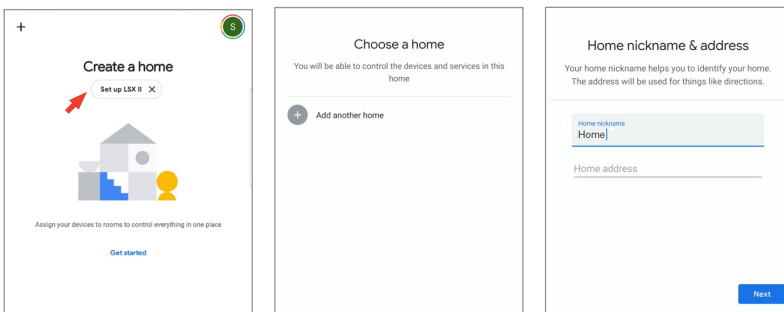 +
S
Create a home
Set up LSX II X
Assign your devices to rooms to control everything in one place
Get started
Choose a home
You will be able to control the devices and services in this
home
+ Add another home
Home nickname & address
Your home nickname helps you to identify your home.
The address will be used for things like directions.
Home nickname
Home
Home address
Next